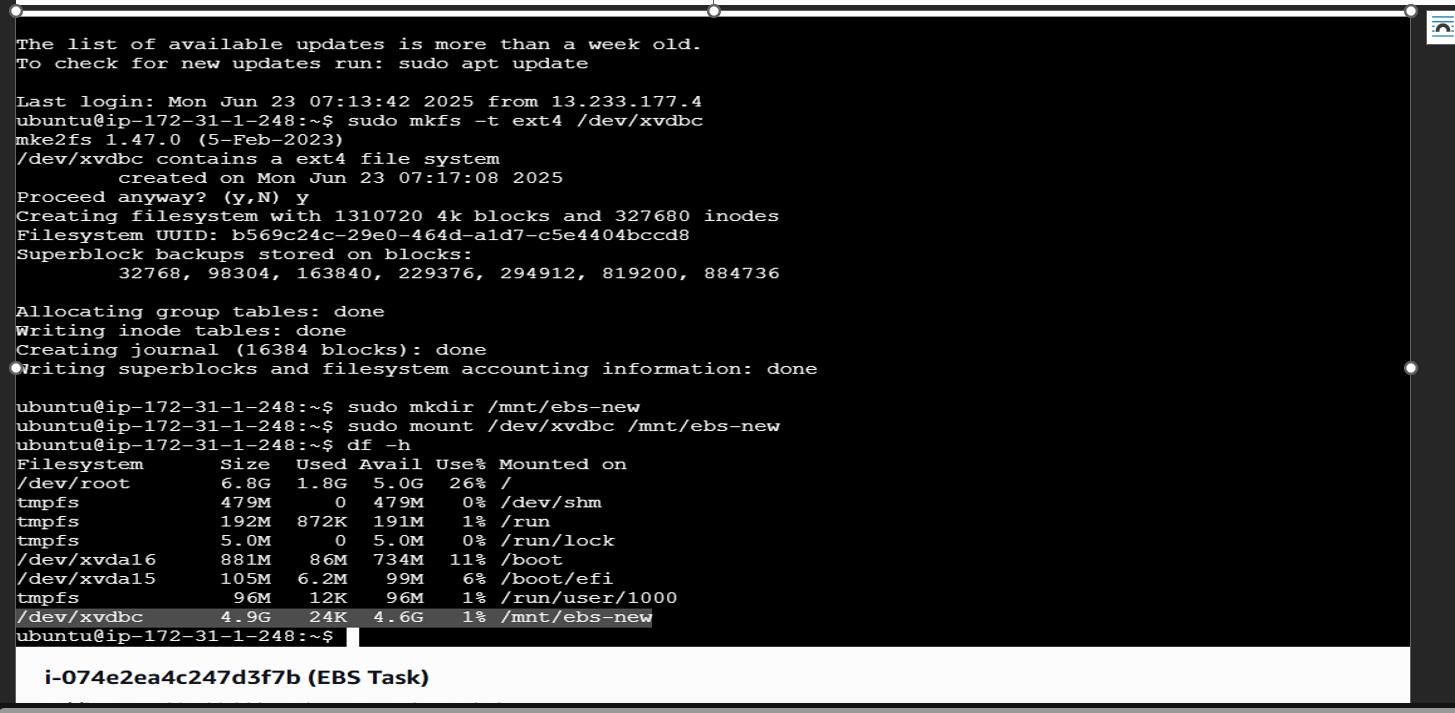 The list of available updates is more than a week old.
To check for new updates run: sudo apt update
Last login: Mon Jun 23 07:13:42 2025 from 13.233.177.4
ubuntu@ip-172-31-1-248:~$ sudo mkfs -t ext4 /dev/xvdbc
mke2fs 1.47.0 (5-Feb-2023)
/dev/xvdbc contains a ext4 file system
        created on Mon Jun 23 07:17:08 2025
Proceed anyway? (y,N) y
Creating filesystem with 1310720 4k blocks and 327680 inodes
Filesystem UUID: b569c24c-29e0-464d-a1d7-c5e4404bccd8
Superblock backups stored on blocks:
        32768, 98304, 163840, 229376, 294912, 819200, 884736
Allocating group tables: done
Writing inode tables: done
Creating journal (16384 blocks): done
Writing superblocks and filesystem accounting information: done
ubuntu@ip-172-31-1-248:~$ sudo mkdir /mnt/ebs-new
ubuntu@ip-172-31-1-248:~$ sudo mount /dev/xvdbc /mnt/ebs-new
ubuntu@ip-172-31-1-248:~$ df -h
Filesystem      Size  Used Avail Use% Mounted on
/dev/root       6.8G  1.8G  5.0G  26% /
tmpfs           479M     0  479M   0% /dev/shm
tmpfs           192M  872K  191M   1% /run
tmpfs           5.0M     0  5.0M   0% /run/lock
/dev/xvda16     881M   86M  734M  11% /boot
/dev/xvda15     105M  6.2M   99M   6% /boot/efi
tmpfs            96M   12K   96M   1% /run/user/1000
/dev/xvdbc      4.9G   24K  4.6G   1% /mnt/ebs-new
ubuntu@ip-172-31-1-248:~$
i-074e2ea4c247d3f7b (EBS Task)